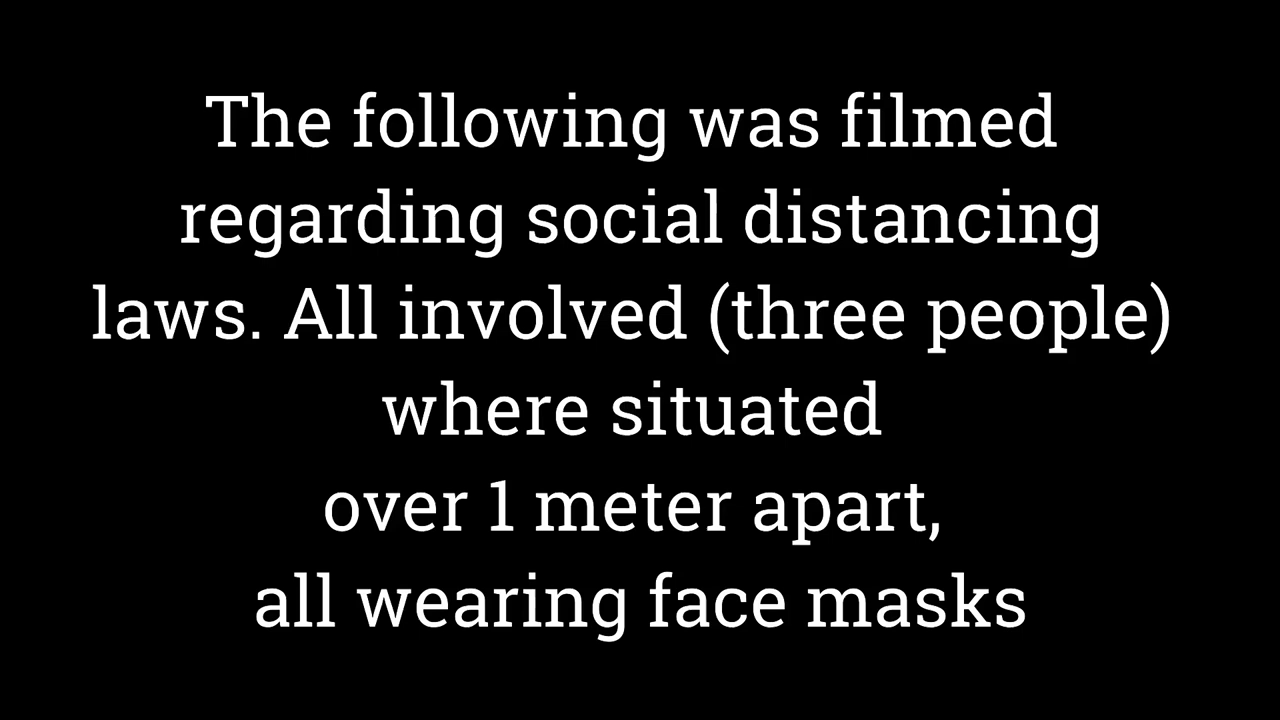 The following was filmed
regarding social distancing
laws. All involved (three people)
where situated
over 1 meter apart,
all wearing face masks